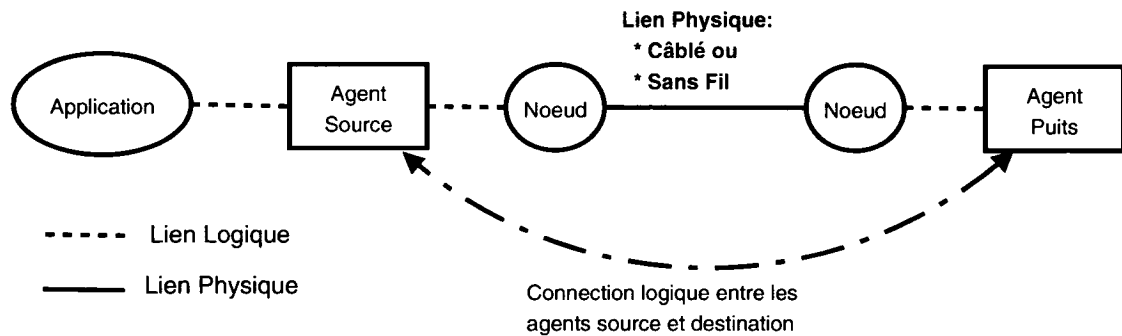 Lien Physique:
* Câblé ou
* Sans Fil
Application
Agent
Source
Noeud
Noeud
Agent
Puits
Lien Logique
Lien Physique
Connection logique entre les
agents source et destination